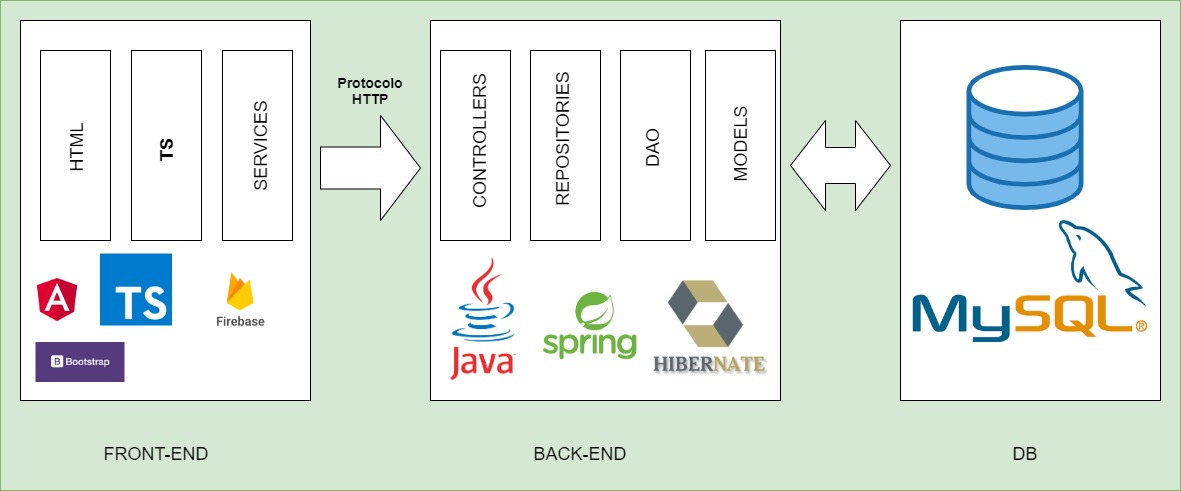 HTML
TS
SERVICES
Protocolo
HTTP
CONTROLLERS
REPOSITORIES
DAO
MODELS
A
TS
Firebase
B Bootstrap
Java
spring
HIBERNATE
MySQL®
FRONT-END
BACK-END
DB